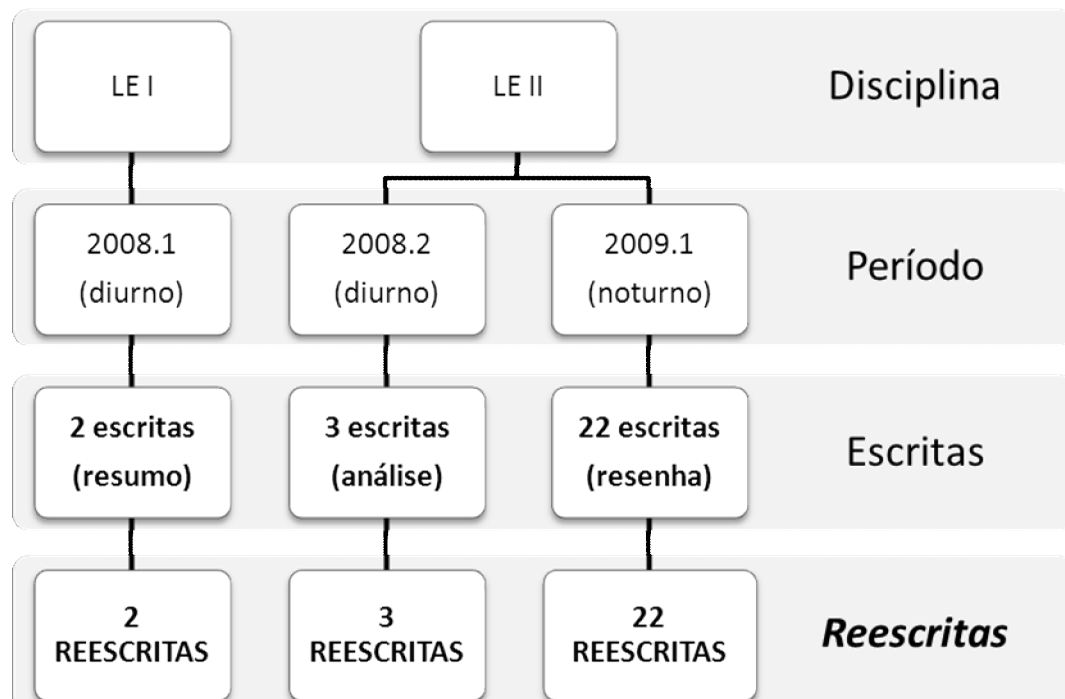 LE I
LE II
Disciplina
2008.1
(diurno)
2008.2
(diurno)
2009.1
(noturno)
Período
2 escritas
(resumo)
3 escritas
(análise)
22 escritas
(resenha)
Escritas
2
REESCRITAS
3
REESCRITAS
22
REESCRITAS
Reescritas